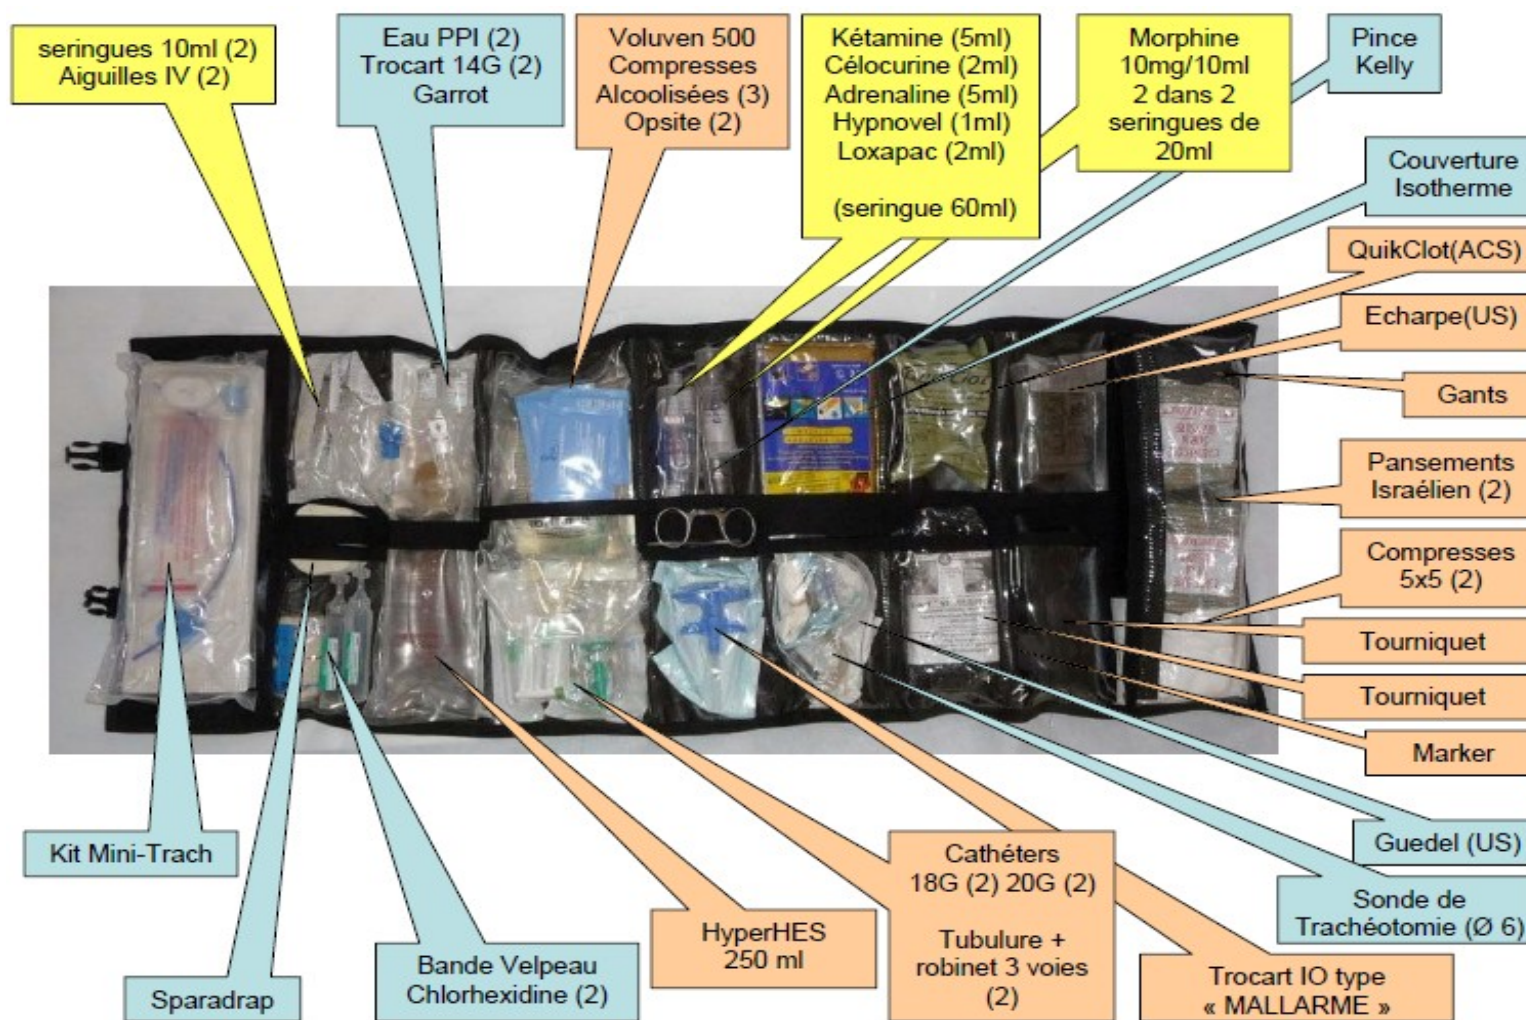 seringues 10ml (2)
Aiguilles IV (2)
Eau PPI (2)
Trocart 14G (2)
Garrot
Voluven 500
Compresses
Alcoolisées (3)
Opsite (2)
Kétamine (5ml)
Célocurine (2ml)
Adrenaline (5ml)
Hypnovel (1ml)
Loxapac (2ml)
(seringue 60ml)
Morphine
10mg/10ml
2 dans 2
seringues de
20ml
Pince
Kelly
Couverture
Isotherme
QuikClot(ACS)
Echarpe(US)
Gants
Pansements
Israélien (2)
Compresses
5x5 (2)
Tourniquet
Tourniquet
Marker
Guedel (US)
Sonde de
Trachéotomie (Ø 6)
Trocart IO type
« MALLARME »
Cathéters
18G (2) 20G (2)
Tubulure +
robinet 3 voies
(2)
HyperHES
250 ml
Bande Velpeau
Chlorhexidine (2)
Sparadrap
Kit Mini-Trach